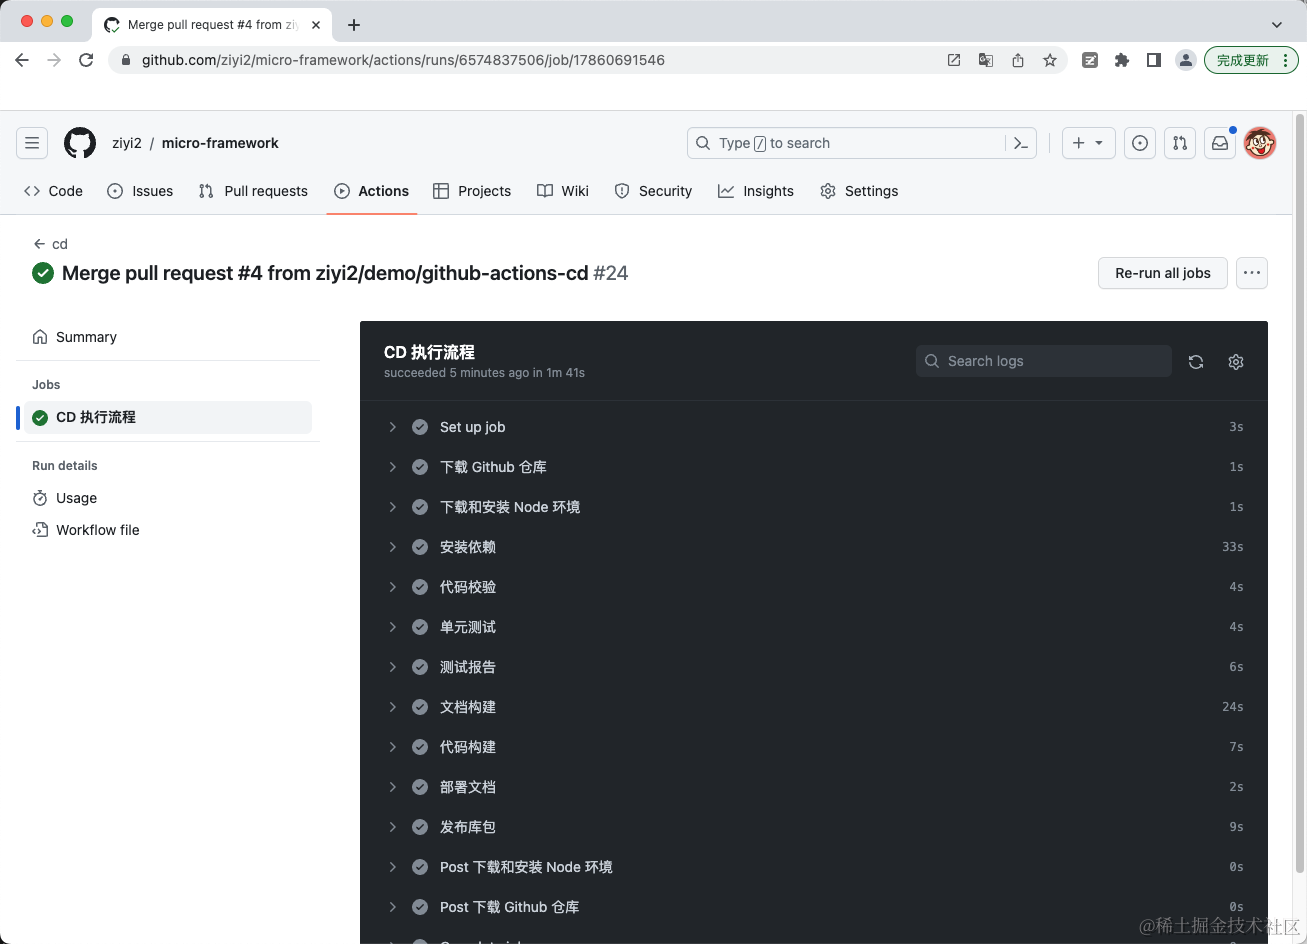 Merge pull request #4 from ziy
github.com/ziyi2/micro-framework/actions/runs/6574837506/job/17860691546
完成更新
ziyi2 / micro-framework
Type / to search
Code Issues Pull requests Actions Projects Wiki Security Insights Settings
cd
Merge pull request #4 from ziyi2/demo/github-actions-cd #24
Re-run all jobs
Summary
Jobs
CD 执行流程
Run details
Usage
Workflow file
CD 执行流程
succeeded 5 minutes ago in 1m 41s
Search logs
Set up job 3s
下载 Github 仓库 1s
下载和安装 Node 环境 1s
安装依赖 33s
代码校验 4s
单元测试 4s
测试报告 6s
文档构建 24s
代码构建 7s
部署文档 2s
发布库包 9s
Post 下载和安装 Node 环境 0s
Post 下载 Github 仓库 0s
@稀土掘金技术社区